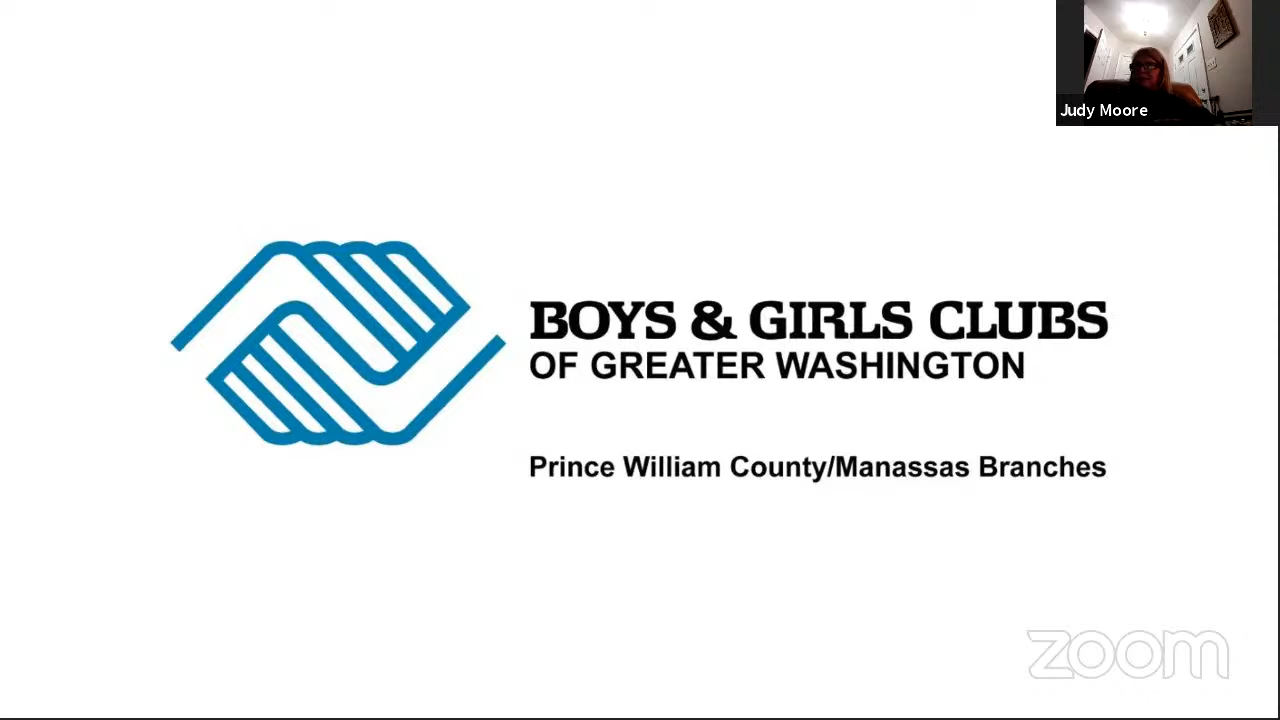 Judy Moore
BOYS & GIRLS CLUBS
OF GREATER WASHINGTON
Prince William County/Manassas Branches
zoom